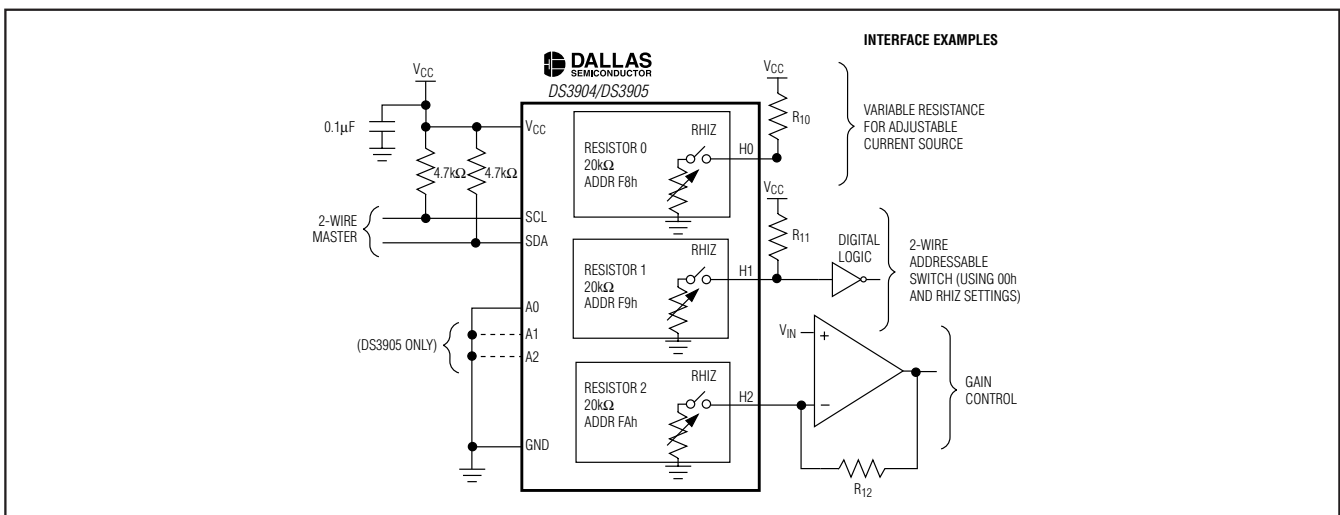 INTERFACE EXAMPLES
DALLAS
SEMICONDUCTOR
DS3904/DS3905
VCC
0.1µF
4.7kΩ
4.7kΩ
2-WIRE
MASTER
(DS3905 ONLY)
VCC
SCL
SDA
A0
A1
A2
GND
RESISTOR 0
20kΩ
ADDR F8h
RHIZ
H0
RESISTOR 1
20kΩ
ADDR F9h
RHIZ
H1
RESISTOR 2
20kΩ
ADDR FAh
RHIZ
H2
VCC
R10
VARIABLE RESISTANCE
FOR ADJUSTABLE
CURRENT SOURCE
VCC
R11
DIGITAL
LOGIC
2-WIRE
ADDRESSABLE
SWITCH (USING 00h
AND RHIZ SETTINGS)
VIN
+
−
R12
GAIN
CONTROL